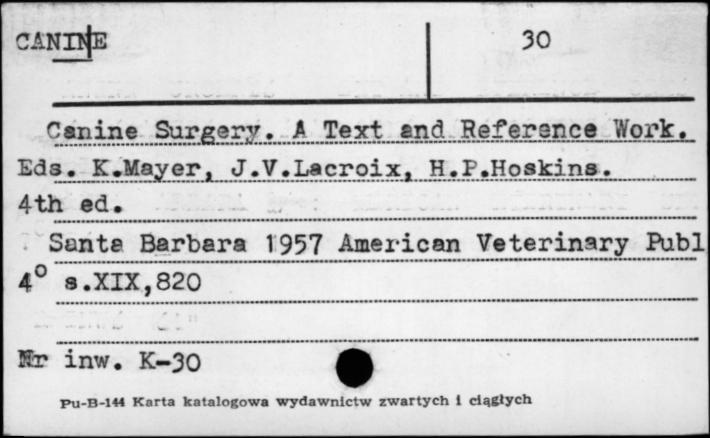 CANINE 30
Canine Surgery. A Text and Reference Work.
Eds. K.Mayer, J.V.Lacroix, H.P.Hoskins.
4th ed.
Santa Barbara 1957 American Veterinary Publ
4° s.XIX,820
Nr inw. K-30
Pu-B-144 Karta katalogowa wydawnictw zwartych i ciągłych